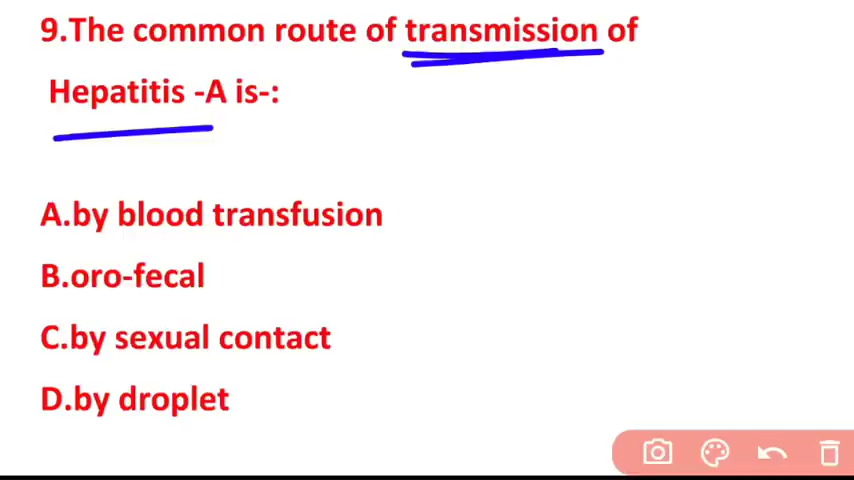 9.The common route of transmission of
Hepatitis -A is-:
A.by blood transfusion
B.oro-fecal
C.by sexual contact
D.by droplet